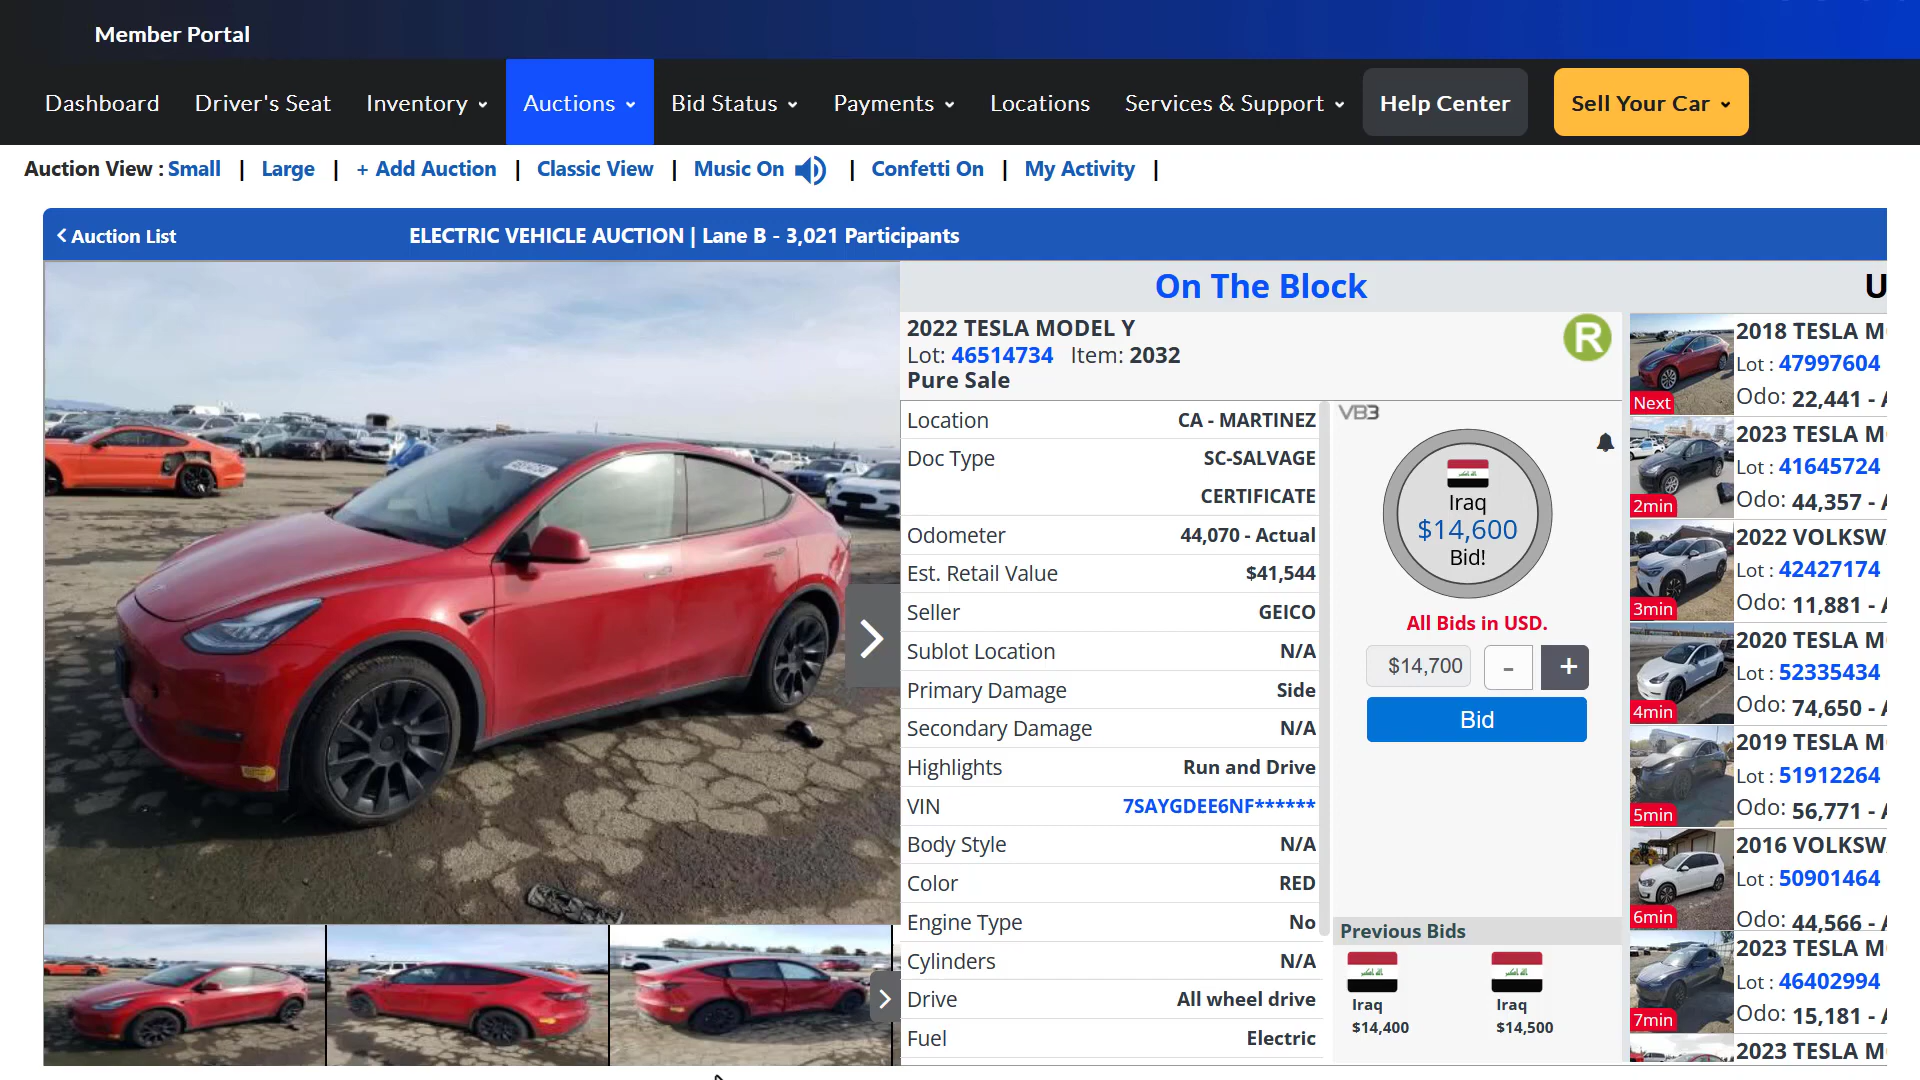 Member Portal
Dashboard Driver's Seat Inventory Auctions Bid Status Payments Locations Services & Support Help Center Sell Your Car
Auction View : Small | Large | + Add Auction | Classic View | Music On | Confetti On | My Activity |
Auction List
ELECTRIC VEHICLE AUCTION | Lane B - 3,021 Participants
On The Block
2022 TESLA MODEL Y
Lot: 46514734 Item: 2032
Pure Sale
R
Location CA - MARTINEZ
Doc Type SC-SALVAGE
CERTIFICATE
Odometer 44,070 - Actual
Est. Retail Value $41,544
Seller GEICO
Sublot Location N/A
Primary Damage Side
Secondary Damage N/A
Highlights Run and Drive
VIN 7SAYGDEE6NF******
Body Style N/A
Color RED
Engine Type No
Cylinders N/A
Drive All wheel drive
Fuel Electric
VB3
Iraq
$14,600
Bid!
All Bids in USD.
$14,700 - +
Bid
Previous Bids
Iraq
$14,400
Iraq
$14,500
U
2018 TESLA M
Lot : 47997604
Odo: 22,441 - A
Next
2023 TESLA M
Lot : 41645724
Odo: 44,357 - A
2min
2022 VOLKSW
Lot : 42427174
Odo: 11,881 - A
3min
2020 TESLA M
Lot : 52335434
Odo: 74,650 - A
4min
2019 TESLA M
Lot : 51912264
Odo: 56,771 - A
5min
2016 VOLKSW
Lot : 50901464
Odo: 44,566 - A
6min
2023 TESLA M
Lot : 46402994
Odo: 15,181 - A
7min
2023 TESLA M